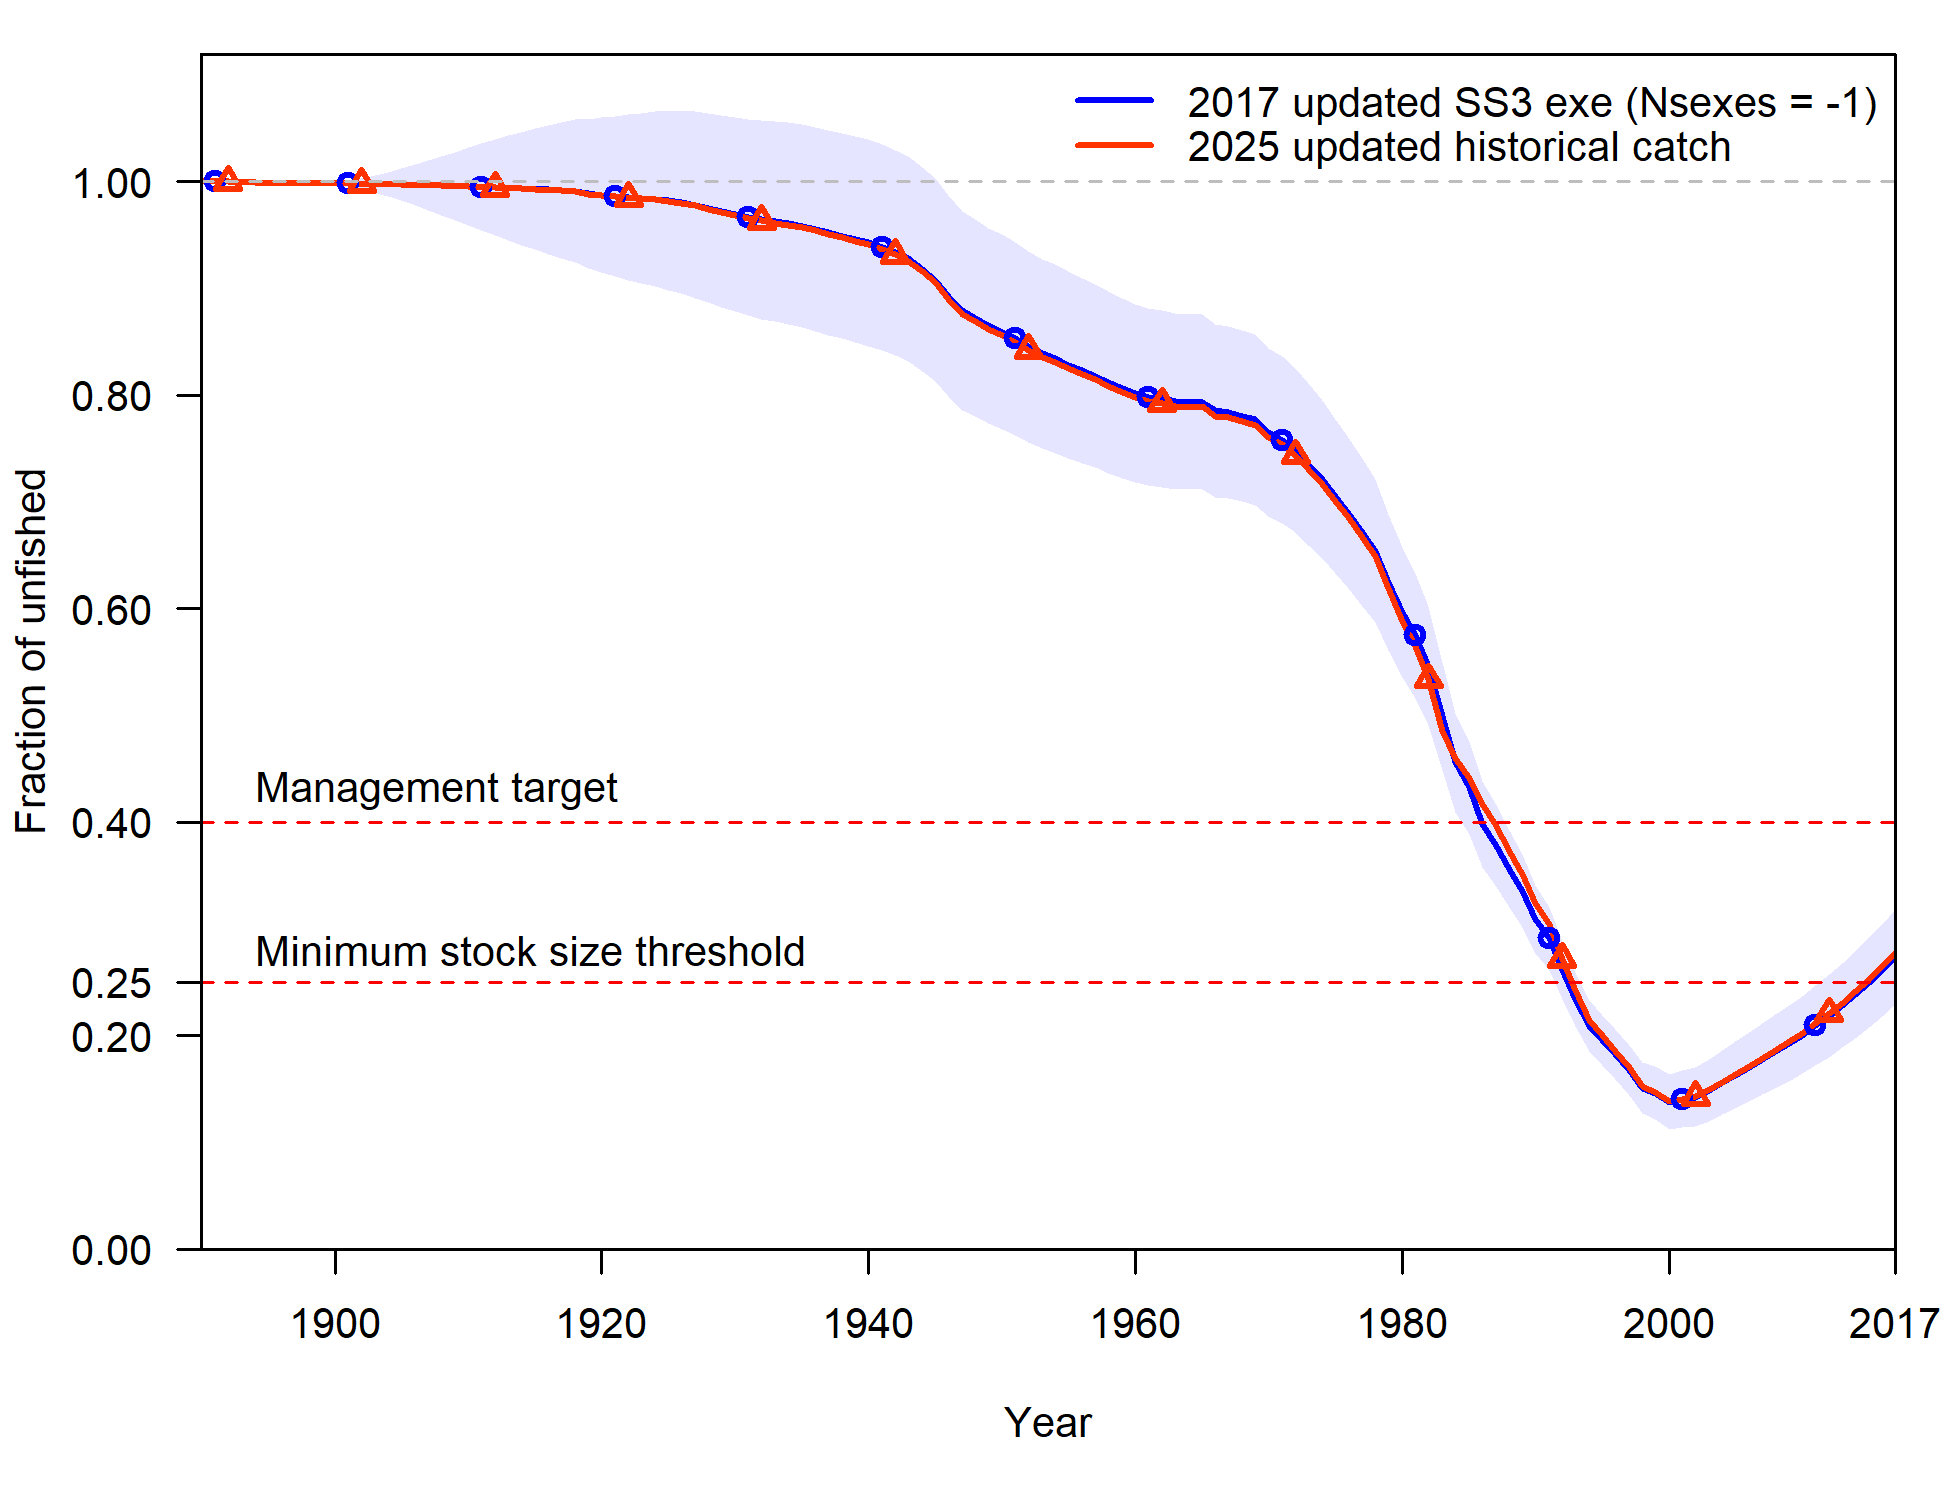 2017 updated SS3 exe (Nsexes = -1)
2025 updated historical catch
1.00
0.80
0.60
0.40
0.25
0.20
0.00
Fraction of unfished
Management target
Minimum stock size threshold
1900
1920
1940
1960
1980
2000
2017
Year